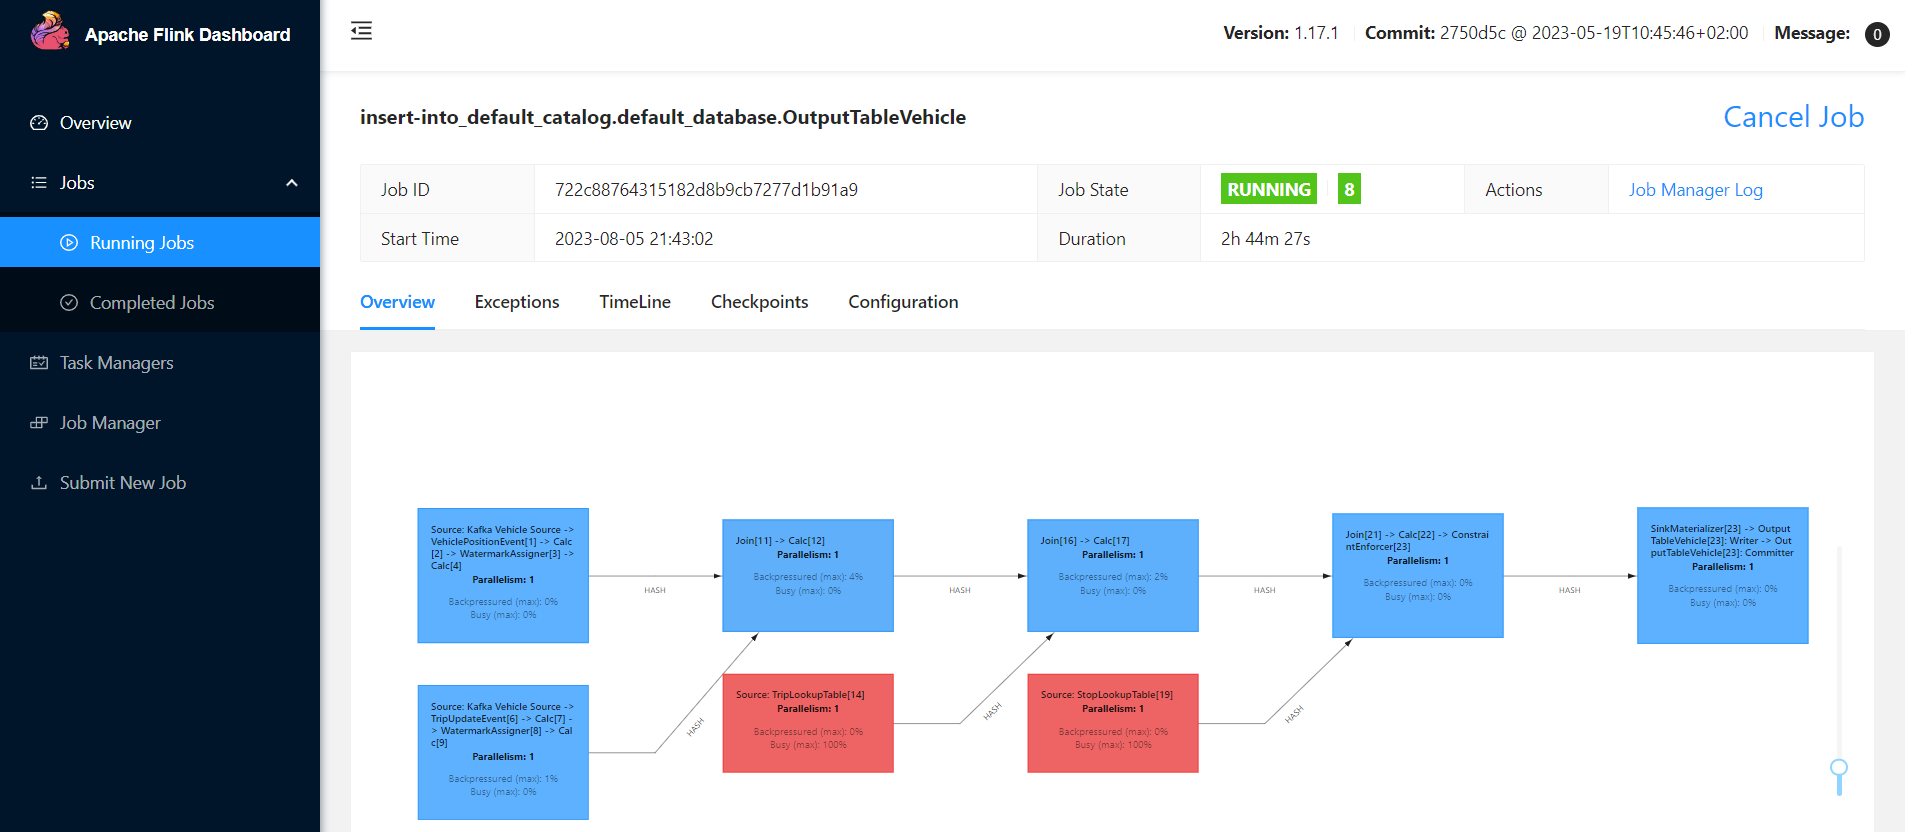 Apache Flink Dashboard
Version: 1.17.1 Commit: 2750d5c @ 2023-05-19T10:45:46+02:00 Message: 0
Overview
Jobs
Running Jobs
Completed Jobs
Task Managers
Job Manager
Submit New Job
insert-into_default_catalog.default_database.OutputTableVehicle
Cancel Job
Job ID 722c88764315182d8b9cb7277d1b91a9 Job State RUNNING 8 Actions Job Manager Log
Start Time 2023-08-05 21:43:02 Duration 2h 44m 27s
Overview Exceptions TimeLine Checkpoints Configuration
Source: Kafka Vehicle Source ->
VehiclePositionEvent[1] -> Calc
[2] -> WatermarkAssigner[3] ->
Calc[4]
Parallelism: 1
Backpressured (max): 0%
Busy (max): 0%
HASH
Join[11] -> Calc[12]
Parallelism: 1
Backpressured (max): 4%
Busy (max): 0%
HASH
Join[16] -> Calc[17]
Parallelism: 1
Backpressured (max): 2%
Busy (max): 0%
HASH
Join[21] -> Calc[22] -> Constrai
ntEnforcer[23]
Parallelism: 1
Backpressured (max): 0%
Busy (max): 0%
HASH
SinkMaterializer[23] -> Output
TableVehicle[23]: Writer -> Ou
tputTableVehicle[23]: Committer
Parallelism: 1
Backpressured (max): 0%
Busy (max): 0%
Source: Kafka Vehicle Source ->
TripUpdateEvent[6] -> Calc[7] -
> WatermarkAssigner[8] -> Cal
c[9]
Parallelism: 1
Backpressured (max): 1%
Busy (max): 0%
HASH
Source: TripLookupTable[14]
Parallelism: 1
Backpressured (max): 0%
Busy (max): 100%
HASH
Source: StopLookupTable[19]
Parallelism: 1
Backpressured (max): 0%
Busy (max): 100%
HASH